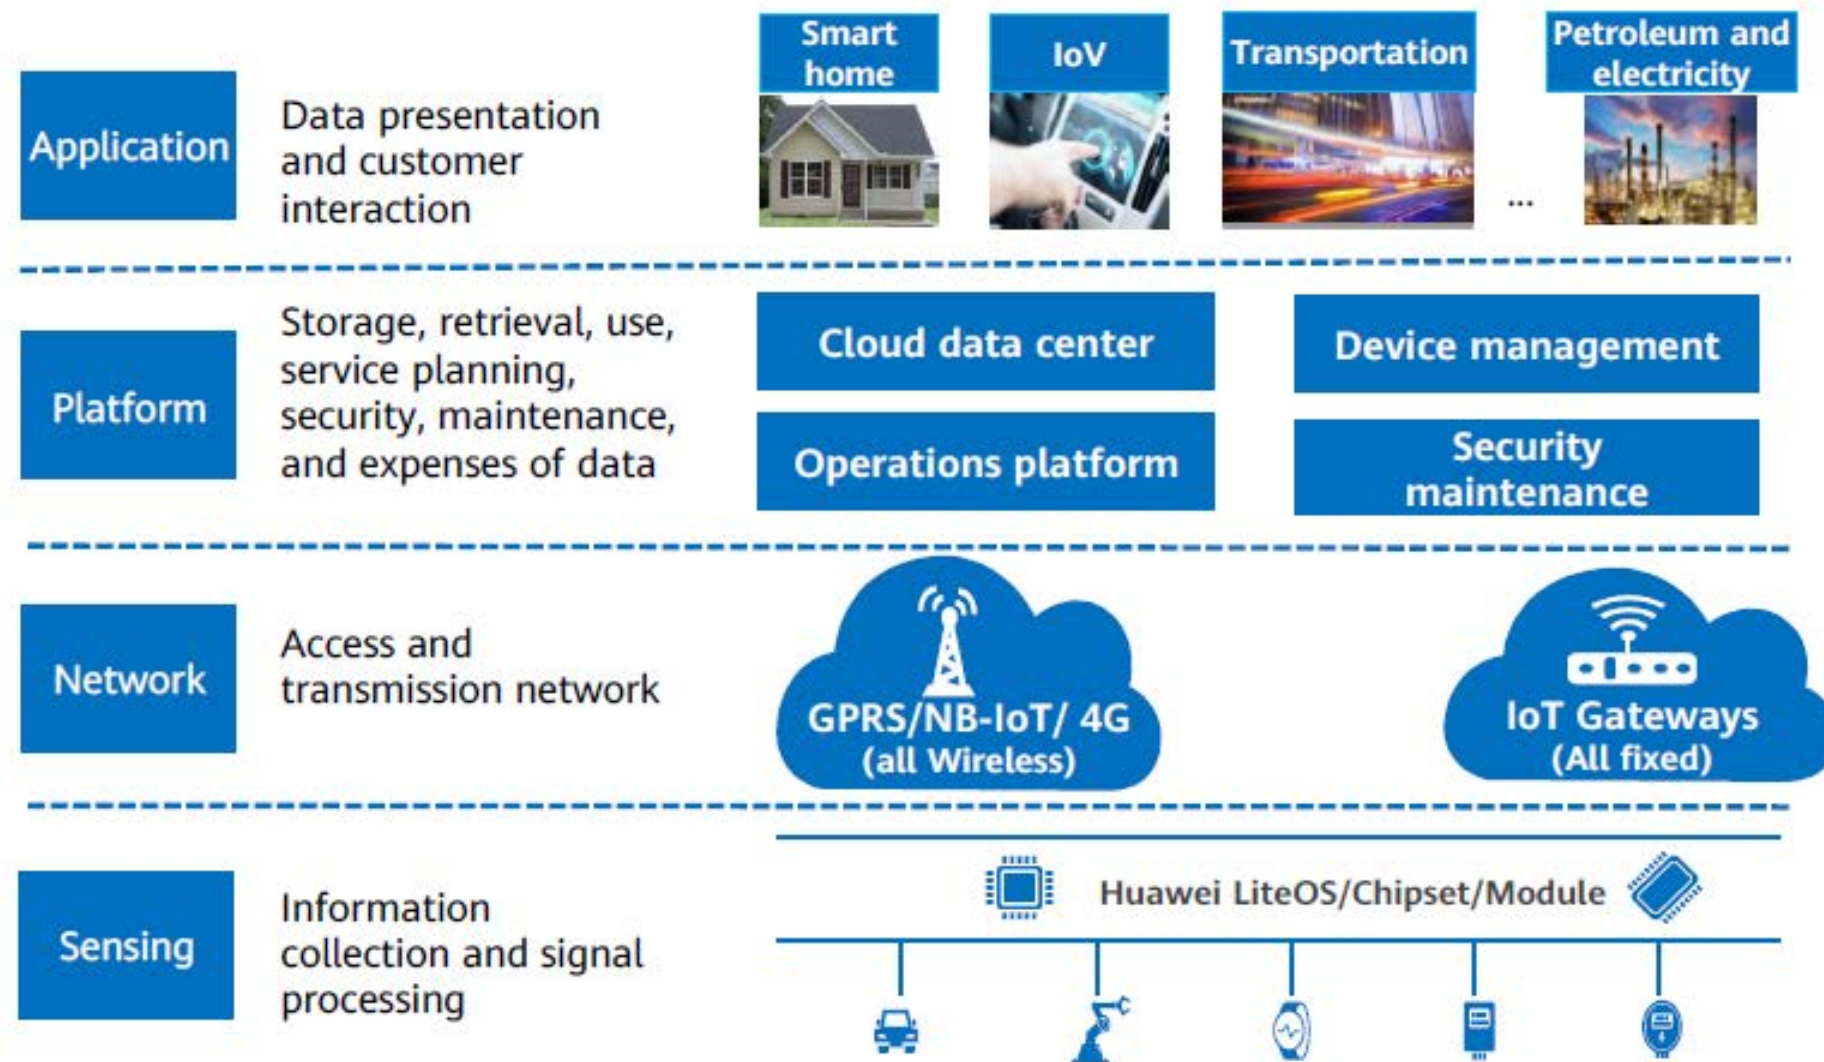 Application
Data presentation
and customer
interaction
Smart
home
IoV
Transportation
...
Petroleum and
electricity
Platform
Storage, retrieval, use,
service planning,
security, maintenance,
and expenses of data
Cloud data center
Device management
Operations platform
Security
maintenance
Network
Access and
transmission network
GPRS/NB-IoT/ 4G
(all Wireless)
IoT Gateways
(All fixed)
Sensing
Information
collection and signal
processing
Huawei LiteOS/Chipset/Module